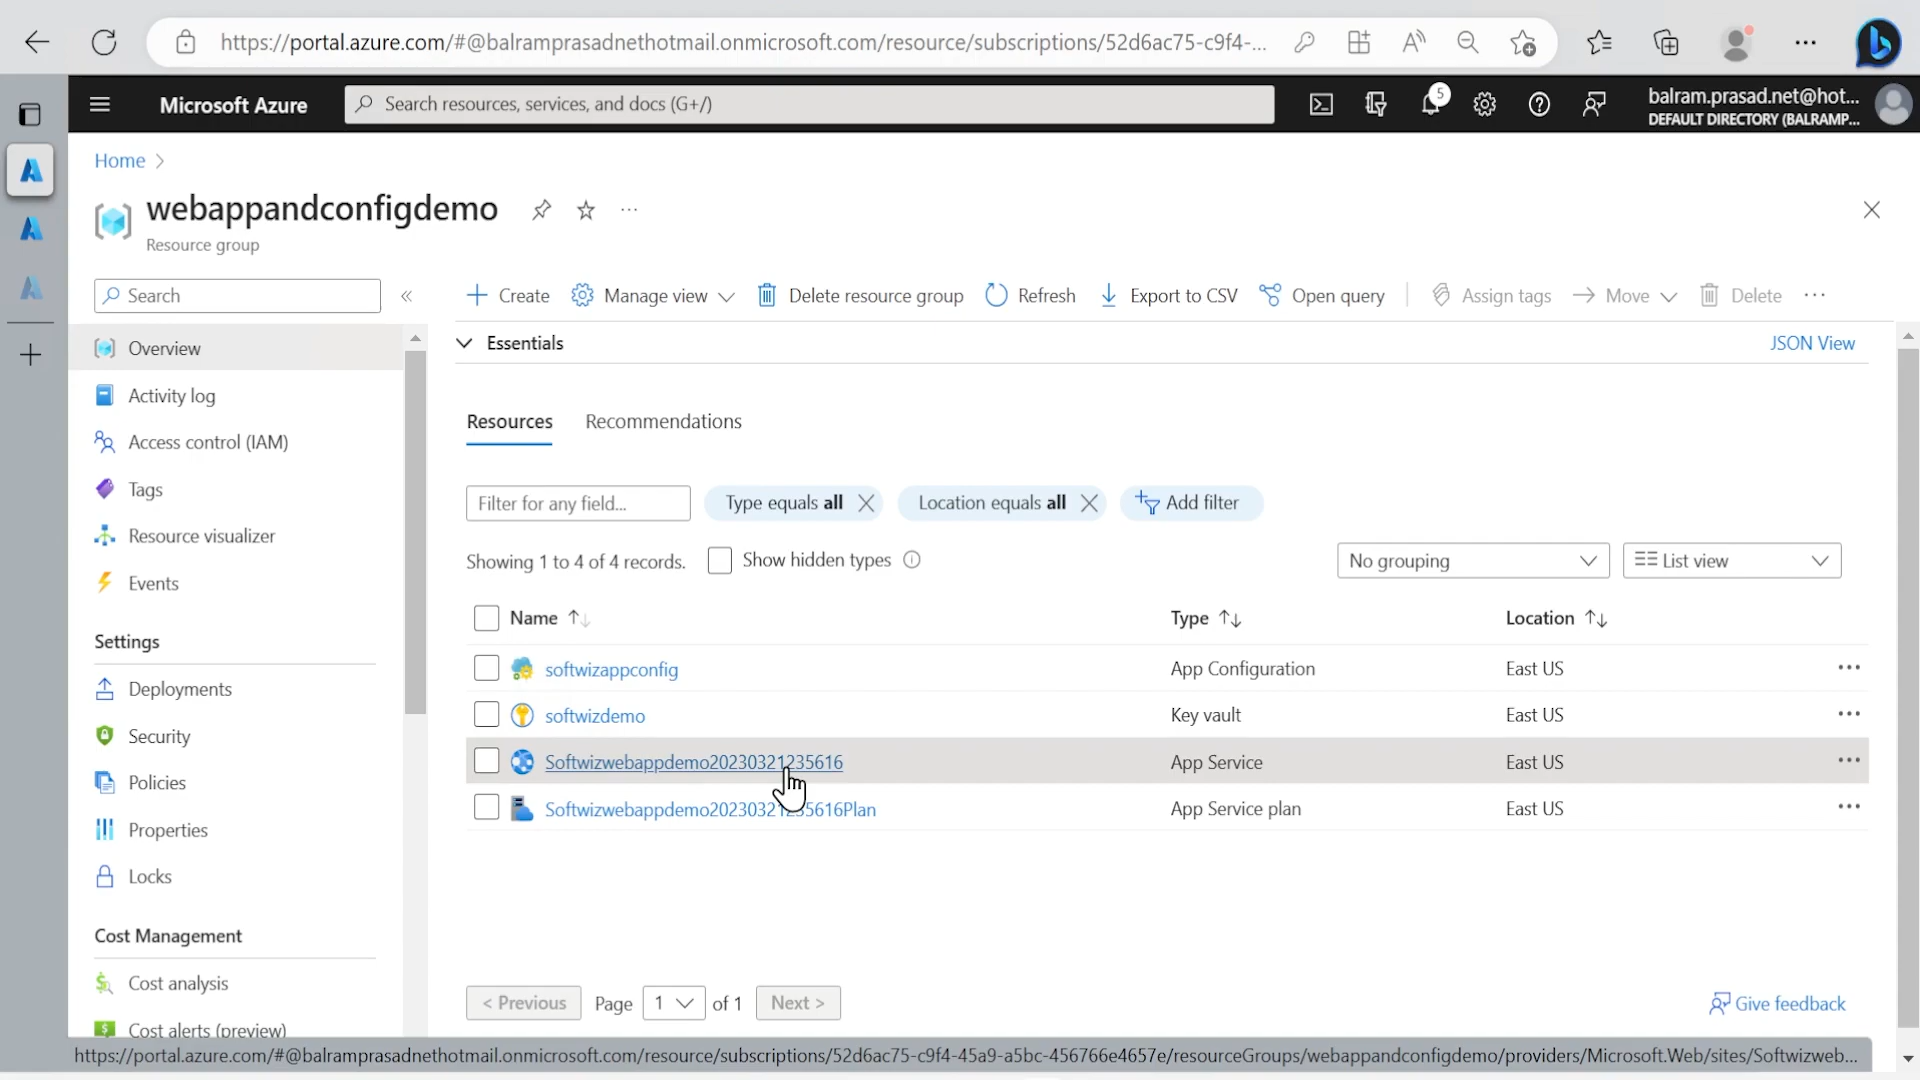 https://portal.azure.com/#@balramprasadnethotmail.onmicrosoft.com/resource/subscriptions/52d6ac75-c9f4-...
Microsoft Azure
Search resources, services, and docs (G+/)
5
balram.prasad.net@hot...
DEFAULT DIRECTORY (BALRAMP...
Home
webappandconfigdemo
Resource group
Search
Create
Manage view
Delete resource group
Refresh
Export to CSV
Open query
Assign tags
Move
Delete
Overview
Activity log
Access control (IAM)
Tags
Resource visualizer
Events
Settings
Deployments
Security
Policies
Properties
Locks
Cost Management
Cost analysis
Cost alerts (preview)
Essentials
JSON View
Resources
Recommendations
Filter for any field...
Type equals all
Location equals all
Add filter
Showing 1 to 4 of 4 records.
Show hidden types
No grouping
List view
Name
Type
Location
softwizappconfig
App Configuration
East US
softwizdemo
Key vault
East US
Softwizwebappdemo20230321235616
App Service
East US
Softwizwebappdemo20230321235616Plan
App Service plan
East US
< Previous
Page
1
of 1
Next >
Give feedback
https://portal.azure.com/#@balramprasadnethotmail.onmicrosoft.com/resource/subscriptions/52d6ac75-c9f4-45a9-a5bc-456766e4657e/resourceGroups/webappandconfigdemo/providers/Microsoft.Web/sites/Softwizweb...